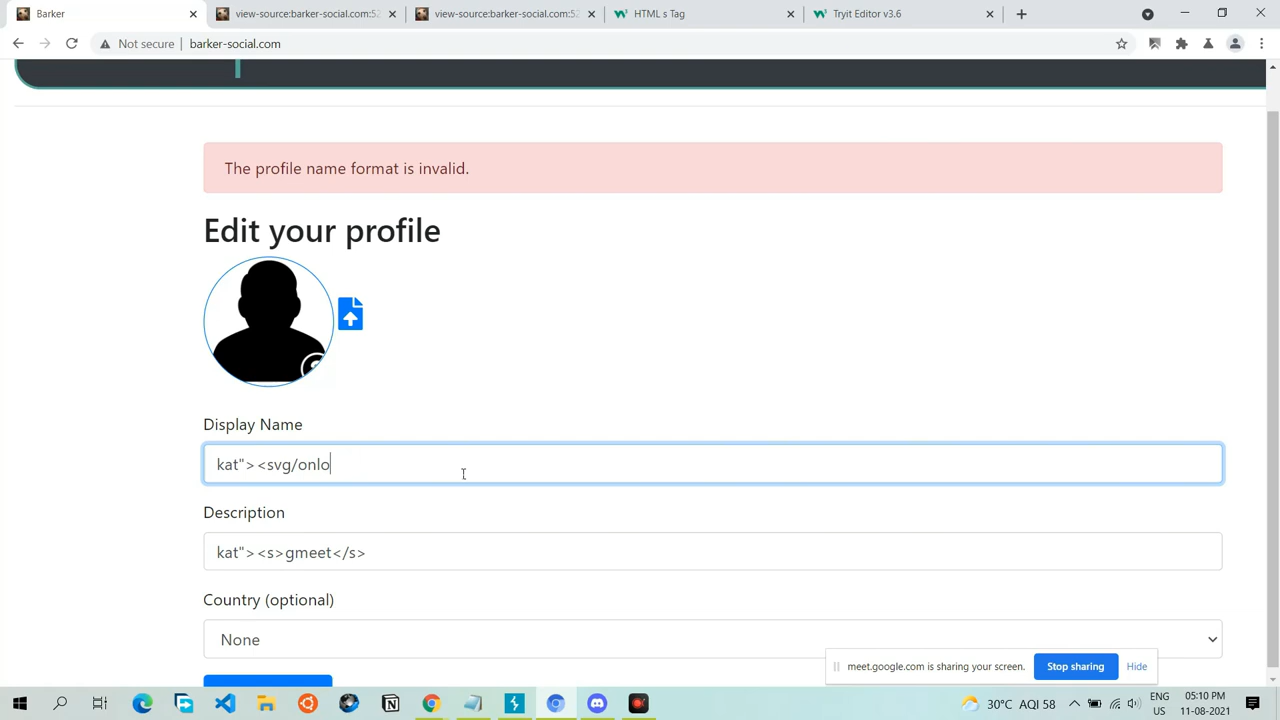 Barker
view-source:barker-social.com:52
view-source:barker-social.com:52
HTML s Tag
Tryit Editor v3.6
Not secure
barker-social.com
The profile name format is invalid.
Edit your profile
Display Name
kat"><svg/onlo
Description
kat"><s>gmeet</s>
Country (optional)
None
meet.google.com is sharing your screen.
Stop sharing
Hide
30°C AQI 58
ENG
US
05:10 PM
11-08-2021